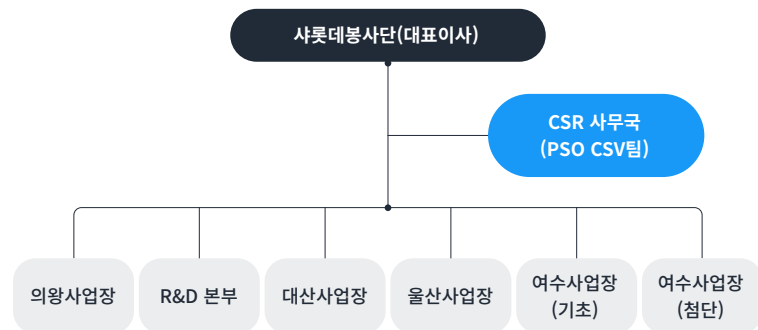 샤롯데봉사단(대표이사)
CSR 사무국
(PSO CSV팀)
의왕사업장
R&D 본부
대산사업장
울산사업장
여수사업장
(기초)
여수사업장
(첨단)